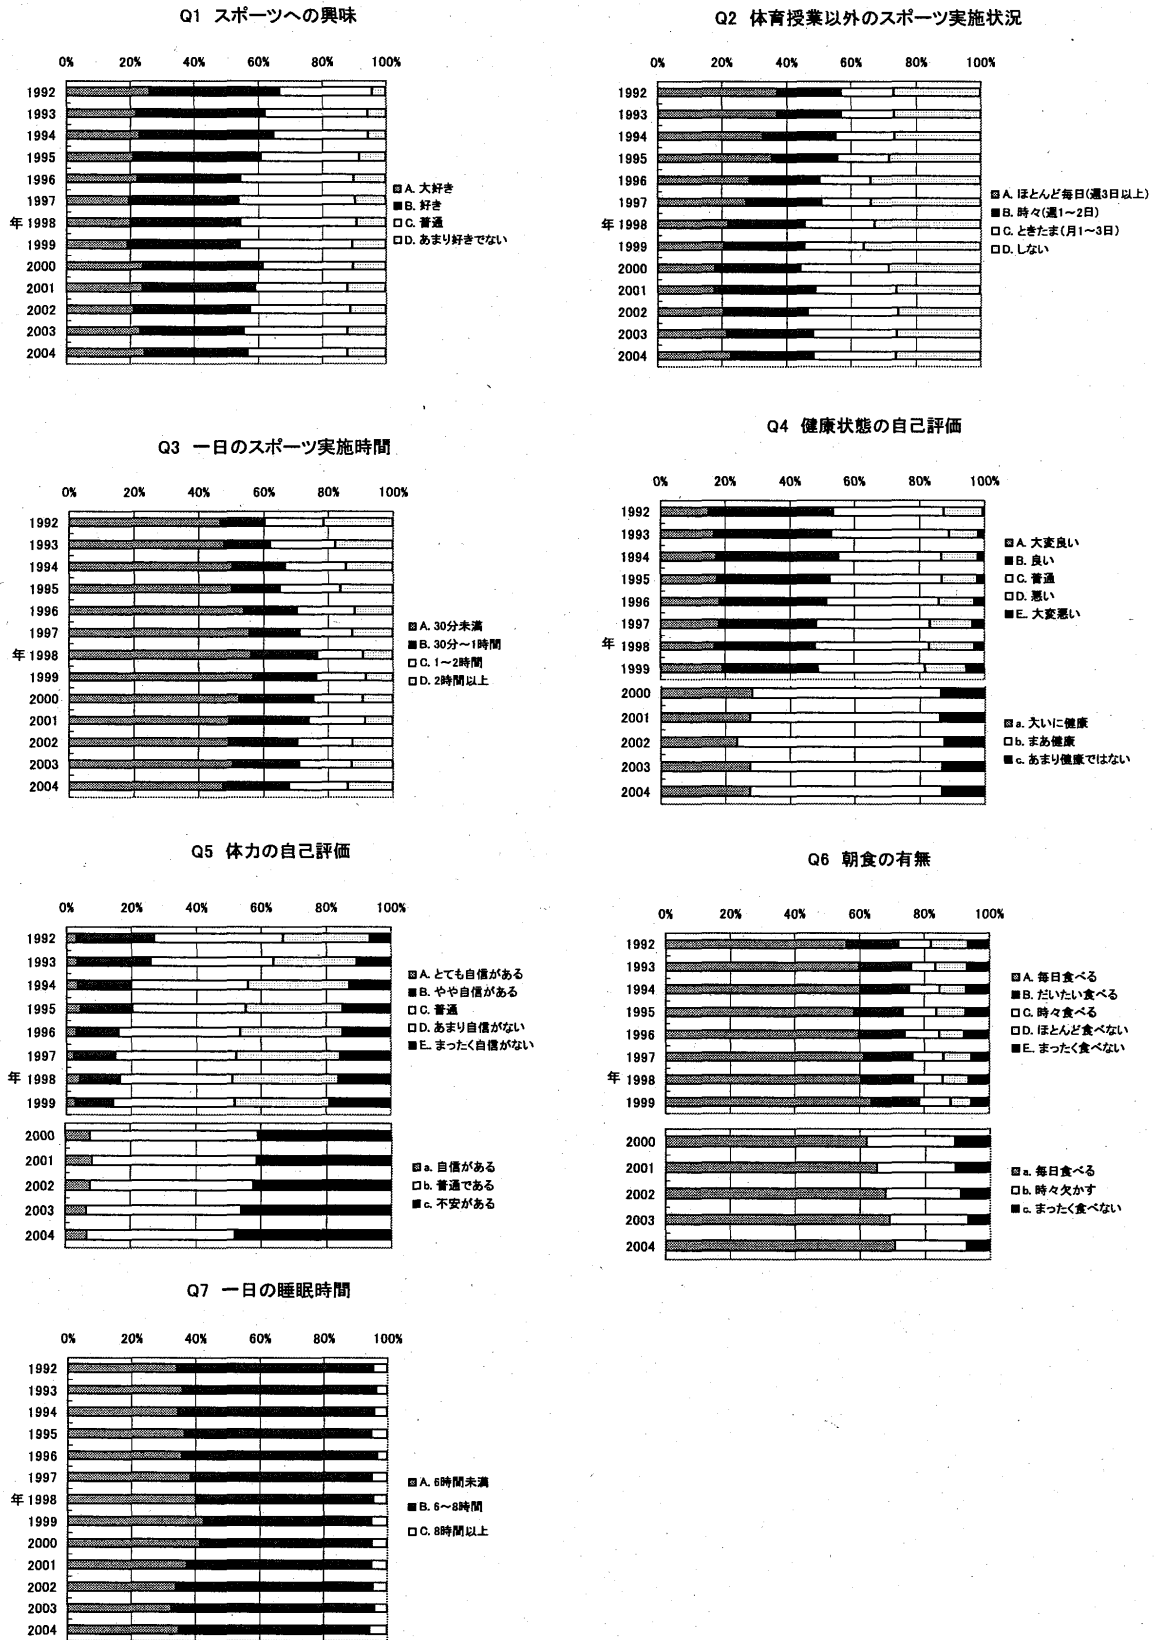 Q1 スポーツへの興味
0% 20% 40% 60% 80% 100%
1992
1993
1994
1995
1996
1997
年 1998
1999
2000
2001
2002
2003
2004
A. 大好き
B. 好き
C. 普通
D. あまり好きでない
Q2 体育授業以外のスポーツ実施状況
0% 20% 40% 60% 80% 100%
1992
1993
1994
1995
1996
1997
年 1998
1999
2000
2001
2002
2003
2004
A. ほとんど毎日(週3日以上)
B. 時々(週1〜2日)
C. ときたま(月1〜3日)
D. しない
Q3 一日のスポーツ実施時間
0% 20% 40% 60% 80% 100%
1992
1993
1994
1995
1996
1997
年 1998
1999
2000
2001
2002
2003
2004
A. 30分未満
B. 30分〜1時間
C. 1〜2時間
D. 2時間以上
Q4 健康状態の自己評価
0% 20% 40% 60% 80% 100%
1992
1993
1994
1995
1996
1997
年 1998
1999
2000
2001
2002
2003
2004
A. 大変良い
B. 良い
C. 普通
D. 悪い
E. 大変悪い
a. 大いに健康
b. まあ健康
c. あまり健康ではない
Q5 体力の自己評価
0% 20% 40% 60% 80% 100%
1992
1993
1994
1995
1996
1997
年 1998
1999
2000
2001
2002
2003
2004
A. とても自信がある
B. やや自信がある
C. 普通
D. あまり自信がない
E. まったく自信がない
a. 自信がある
b. 普通である
c. 不安がある
Q6 朝食の有無
0% 20% 40% 60% 80% 100%
1992
1993
1994
1995
1996
1997
年 1998
1999
2000
2001
2002
2003
2004
A. 毎日食べる
B. だいたい食べる
C. 時々食べる
D. ほとんど食べない
E. まったく食べない
a. 毎日食べる
b. 時々欠かす
c. まったく食べない
Q7 一日の睡眠時間
0% 20% 40% 60% 80% 100%
1992
1993
1994
1995
1996
1997
年 1998
1999
2000
2001
2002
2003
2004
A. 6時間未満
B. 6〜8時間
C. 8時間以上